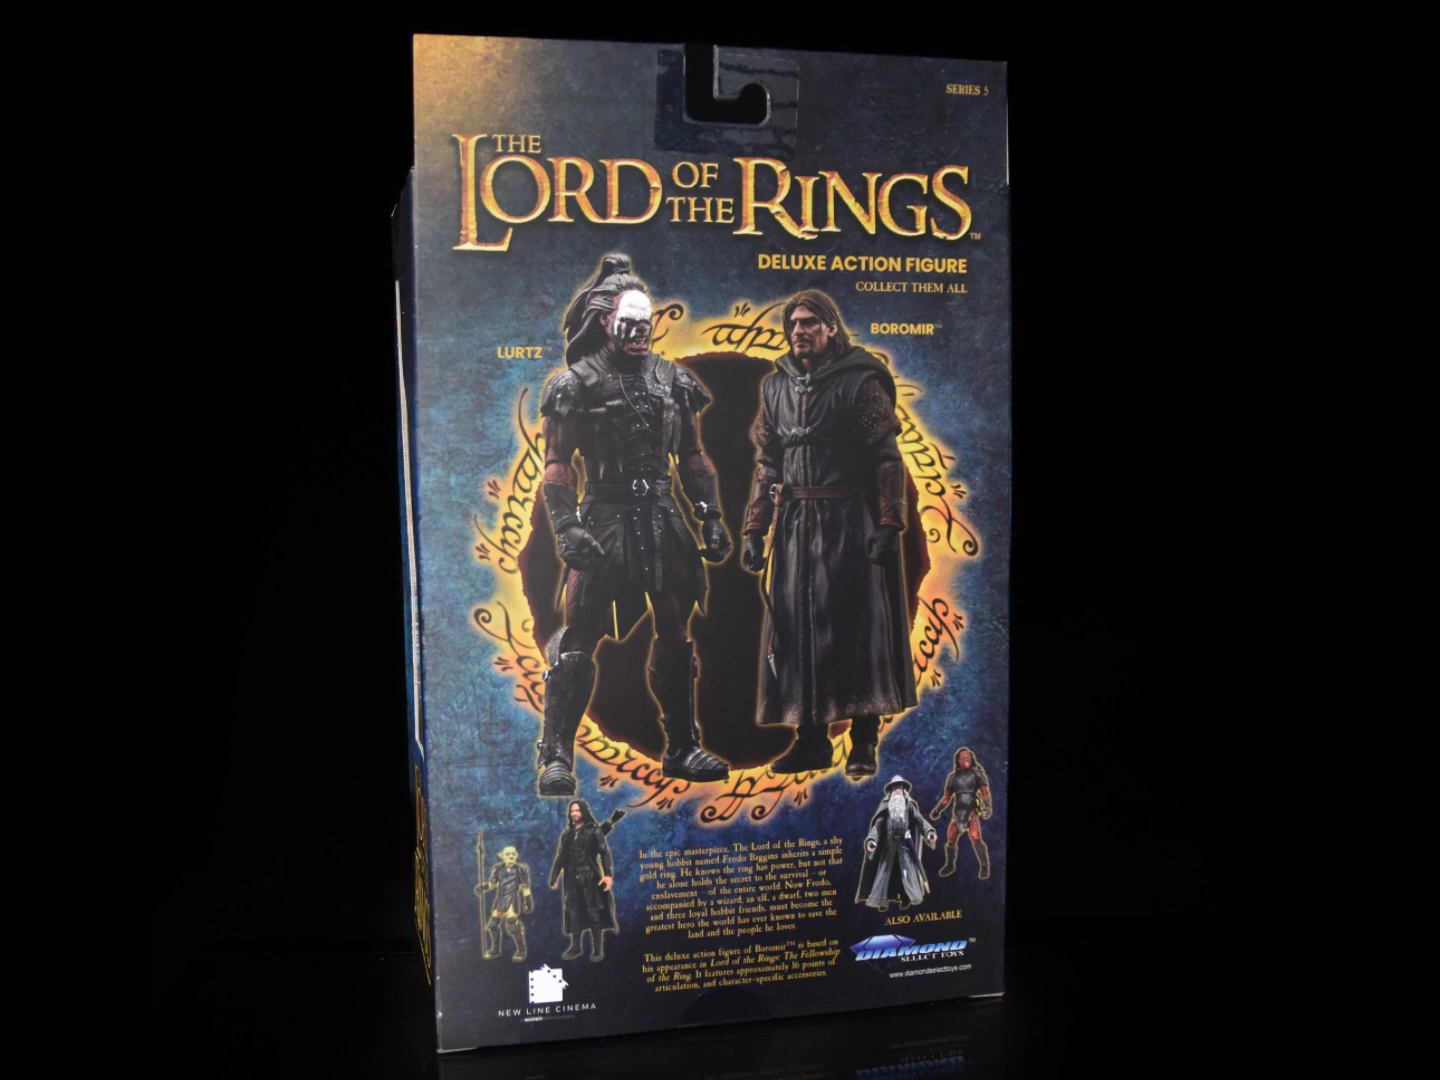 SERIES 5
THE
LORD OF THE RINGS™
DELUXE ACTION FIGURE
COLLECT THEM ALL
LURTZ™
BOROMIR™
In the epic masterpiece, The Lord of the Rings, a shy
young hobbit named Frodo Baggins inherits a simple
gold ring. He knows the ring has power, but not that
he alone holds the secret to the survival – or
enslavement – of the entire world. Now Frodo,
accompanied by a wizard, an elf, a dwarf, two men
and three loyal hobbit friends, must become the
greatest hero the world has ever known to save the
land and the people he loves.
This deluxe action figure of Boromir™ is based on
his appearance in Lord of the Rings: The Fellowship
of the Ring. It features approximately 16 points of
articulation, and character-specific accessories.
ALSO AVAILABLE
DIAMOND™
SELECT TOYS
www.diamondselecttoys.com
NEW LINE CINEMA